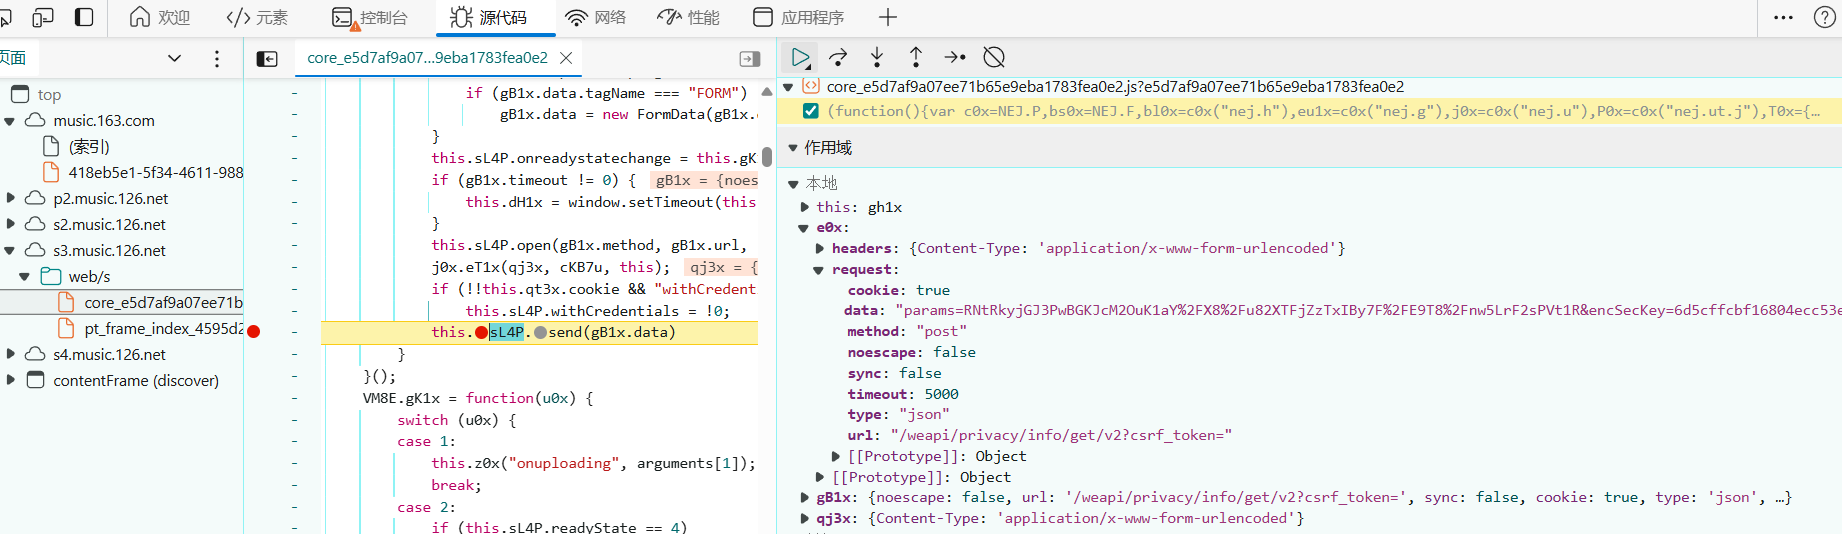 欢迎 元素 控制台 源代码 网络 性能 应用程序
页面
core_e5d7af9a07...9eba1783fea0e2
top
music.163.com
(索引)
418eb5e1-5f34-4611-988
p2.music.126.net
s2.music.126.net
s3.music.126.net
web/s
core_e5d7af9a07ee71b
pt_frame_index_4595d2
s4.music.126.net
contentFrame (discover)
if (gB1x.data.tagName === "FORM")
gB1x.data = new FormData(gB1x.
}
this.sL4P.onreadystatechange = this.gK
if (gB1x.timeout != 0) { gB1x = {noes
this.dH1x = window.setTimeout(this
}
this.sL4P.open(gB1x.method, gB1x.url,
j0x.eT1x(qj3x, cKB7u, this); qj3x = {
if (!!this.qt3x.cookie && "withCredent
this.sL4P.withCredentials = !0;
this.sL4P.send(gB1x.data)
}
}();
VM8E.gK1x = function(u0x) {
switch (u0x) {
case 1:
this.z0x("onuploading", arguments[1]);
break;
case 2:
if (this.sL4P.readyState == 4)
core_e5d7af9a07ee71b65e9eba1783fea0e2.js?e5d7af9a07ee71b65e9eba1783fea0e2
(function(){var c0x=NEJ.P,bs0x=NEJ.F,bl0x=c0x("nej.h"),eu1x=c0x("nej.g"),j0x=c0x("nej.u"),P0x=c0x("nej.ut.j"),T0x={…
作用域
本地
this: gh1x
e0x:
headers: {Content-Type: 'application/x-www-form-urlencoded'}
request:
cookie: true
data: "params=RNtRkyjGJ3PwBGKJcM2OuK1aY%2FX8%2Fu82XTFjZzTxIBy7F%2FE9T8%2Fnw5LrF2sPVt1R&encSecKey=6d5cffcbf16804ecc53e
method: "post"
noescape: false
sync: false
timeout: 5000
type: "json"
url: "/weapi/privacy/info/get/v2?csrf_token="
[[Prototype]]: Object
[[Prototype]]: Object
gB1x: {noescape: false, url: '/weapi/privacy/info/get/v2?csrf_token=', sync: false, cookie: true, type: 'json', …}
qj3x: {Content-Type: 'application/x-www-form-urlencoded'}